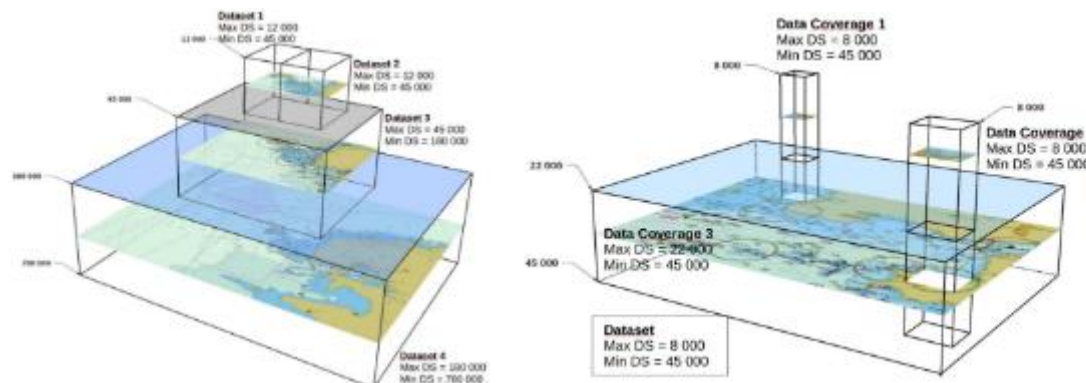 Dataset 1
Max DS = 12 000
Min DS = 45 000
12 000
Dataset 2
Max DS = 12 000
Min DS = 45 000
45 000
Dataset 3
Max DS = 45 000
Min DS = 180 000
180 000
700 000
Dataset 4
Max DS = 180 000
Min DS = 700 000
Data Coverage 1
Max DS = 8 000
Min DS = 45 000
8 000
8 000
Data Coverage
Max DS = 8 000
Min DS = 45 000
22 000
Data Coverage 3
Max DS = 22 000
Min DS = 45 000
45 000
Dataset
Max DS = 8 000
Min DS = 45 000